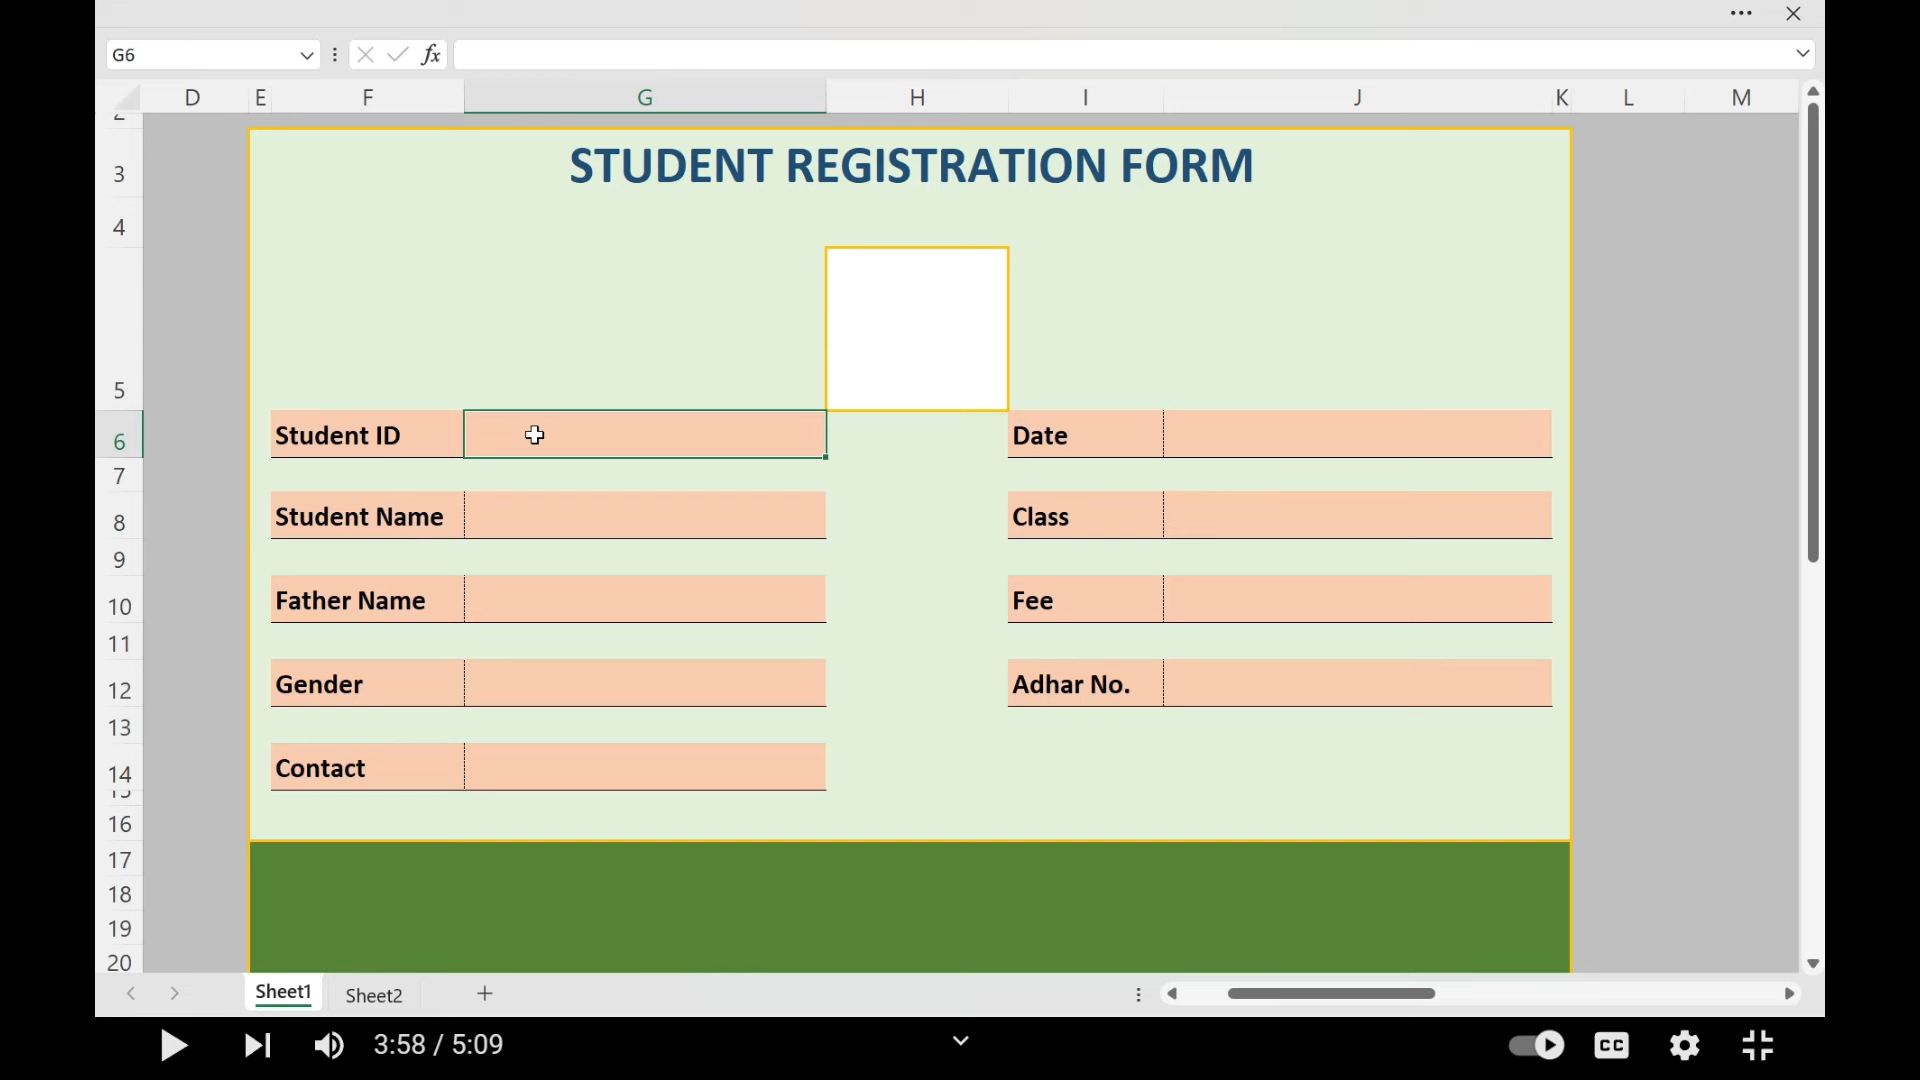 G6
fx
D E F G H I J K L M
3
STUDENT REGISTRATION FORM
4
5
6 Student ID Date
7
8 Student Name Class
9
10 Father Name Fee
11
12 Gender Adhar No.
13
14 Contact
16
17
18
19
20
Sheet1 Sheet2 +
3:58 / 5:09 CC